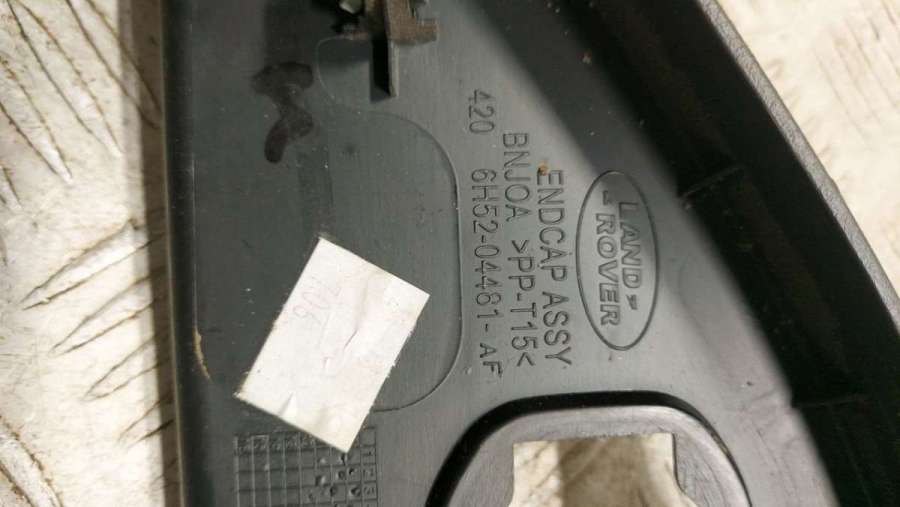 LAND
ROVER
ENDCAP ASSY
BNJOA >PP-T15<
420 6H52-04481-AF